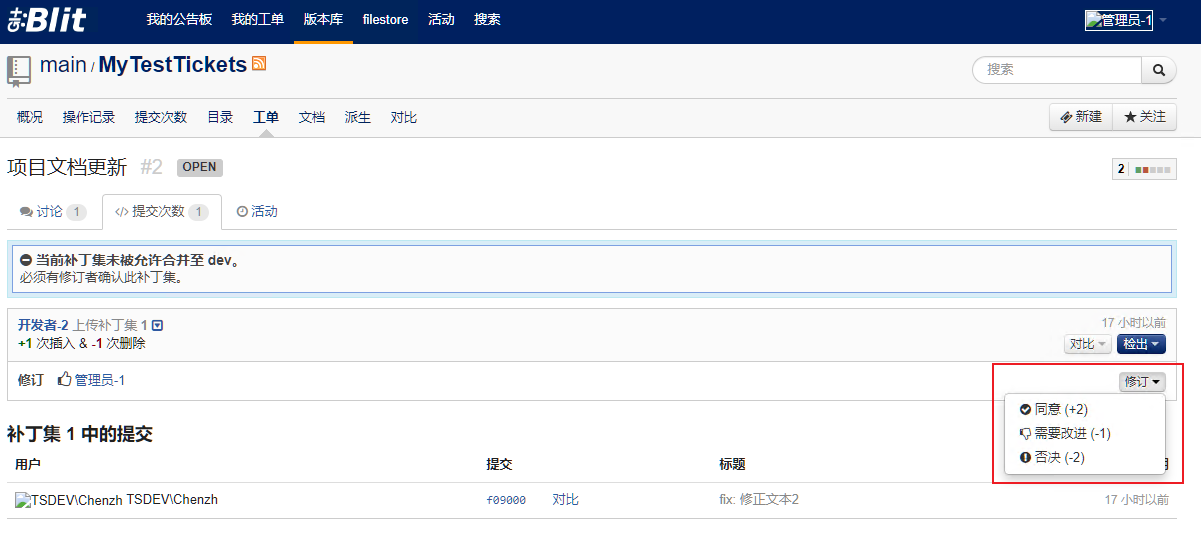 git:Blit 我的公告板 我的工单 版本库 filestore 活动 搜索 管理员-1
main / MyTestTickets 搜索
概况 操作记录 提交次数 目录 工单 文档 派生 对比 新建 关注
项目文档更新 #2 OPEN 2
讨论 1 提交次数 1 活动
当前补丁集未被允许合并至 dev。
必须有修订者确认此补丁集。
开发者-2 上传补丁集 1 17 小时以前
+1 次插入 & -1 次删除 对比 检出
修订 管理员-1 修订
同意 (+2)
需要改进 (-1)
否决 (-2)
补丁集 1 中的提交
用户 提交 标题
TSDEV\Chenzh TSDEV\Chenzh f09000 对比 fix: 修正文本2 17 小时以前